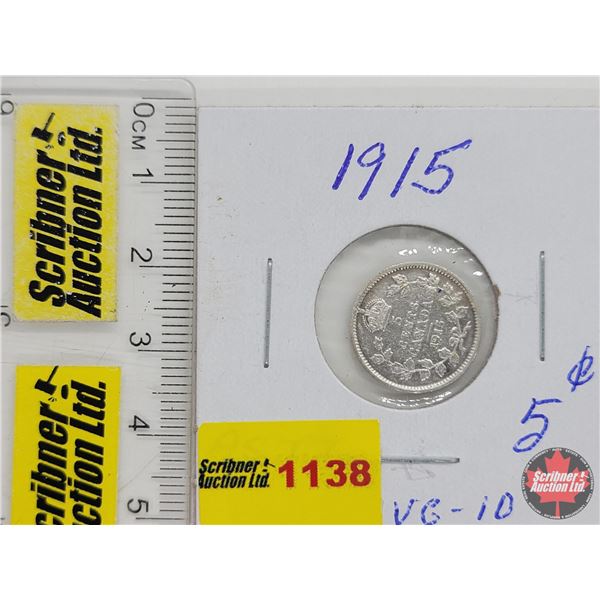 Scribner
Auction Ltd.
Scribner
Auction Ltd.
0CM
1
2
3
4
5
1915
5
CENTS
CANADA
1915
5¢
Scribner
Auction Ltd.
1138
VG-10
Scribner
Auction Ltd.